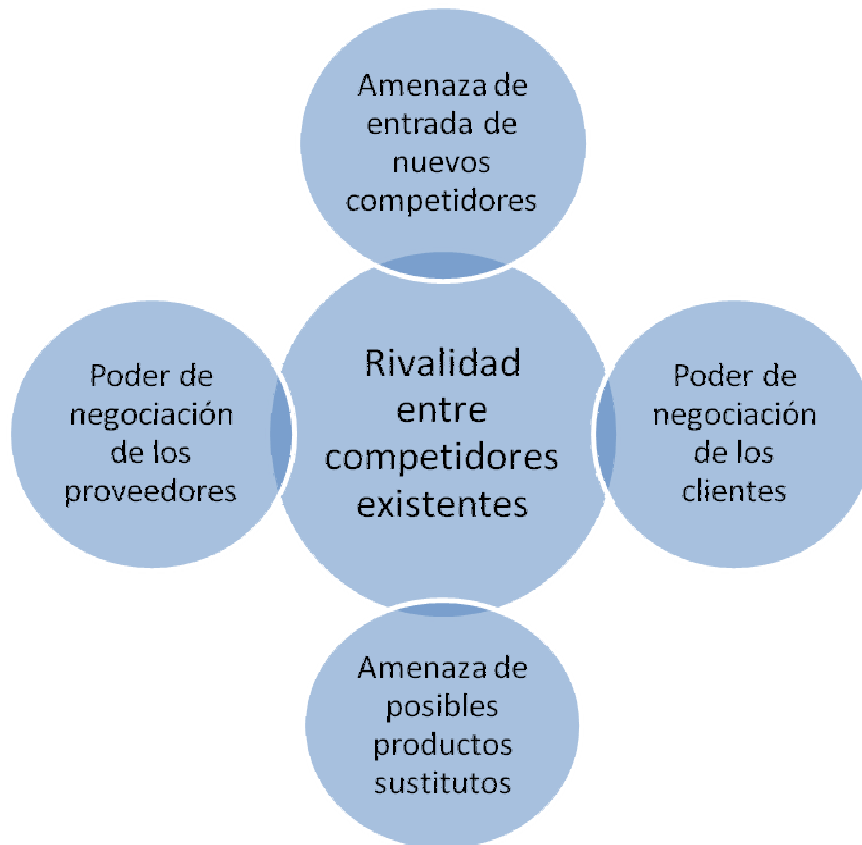 Amenaza de
entrada de
nuevos
competidores
Poder de
negociación
de los
proveedores
Rivalidad
entre
competidores
existentes
Poder de
negociación
de los
clientes
Amenaza de
posibles
productos
sustitutos